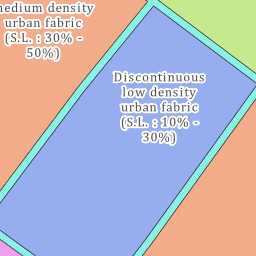 medium density
urban fabric
(S.L. : 30% -
50%)
Discontinuous
low density
urban fabric
(S.L. : 10% -
30%)